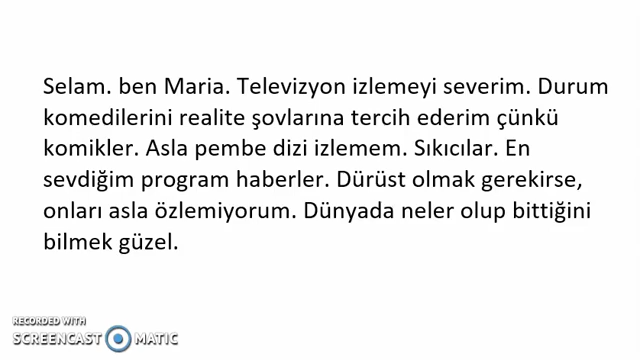 Selam. ben Maria. Televizyon izlemeyi severim. Durum
komedilerini realite şovlarına tercih ederim çünkü
komikler. Asla pembe dizi izlemem. Sıkıcılar. En
sevdiğim program haberler. Dürüst olmak gerekirse,
onları asla özlemiyorum. Dünyada neler olup bittiğini
bilmek güzel.
RECORDED WITH
SCREENCAST MATIC